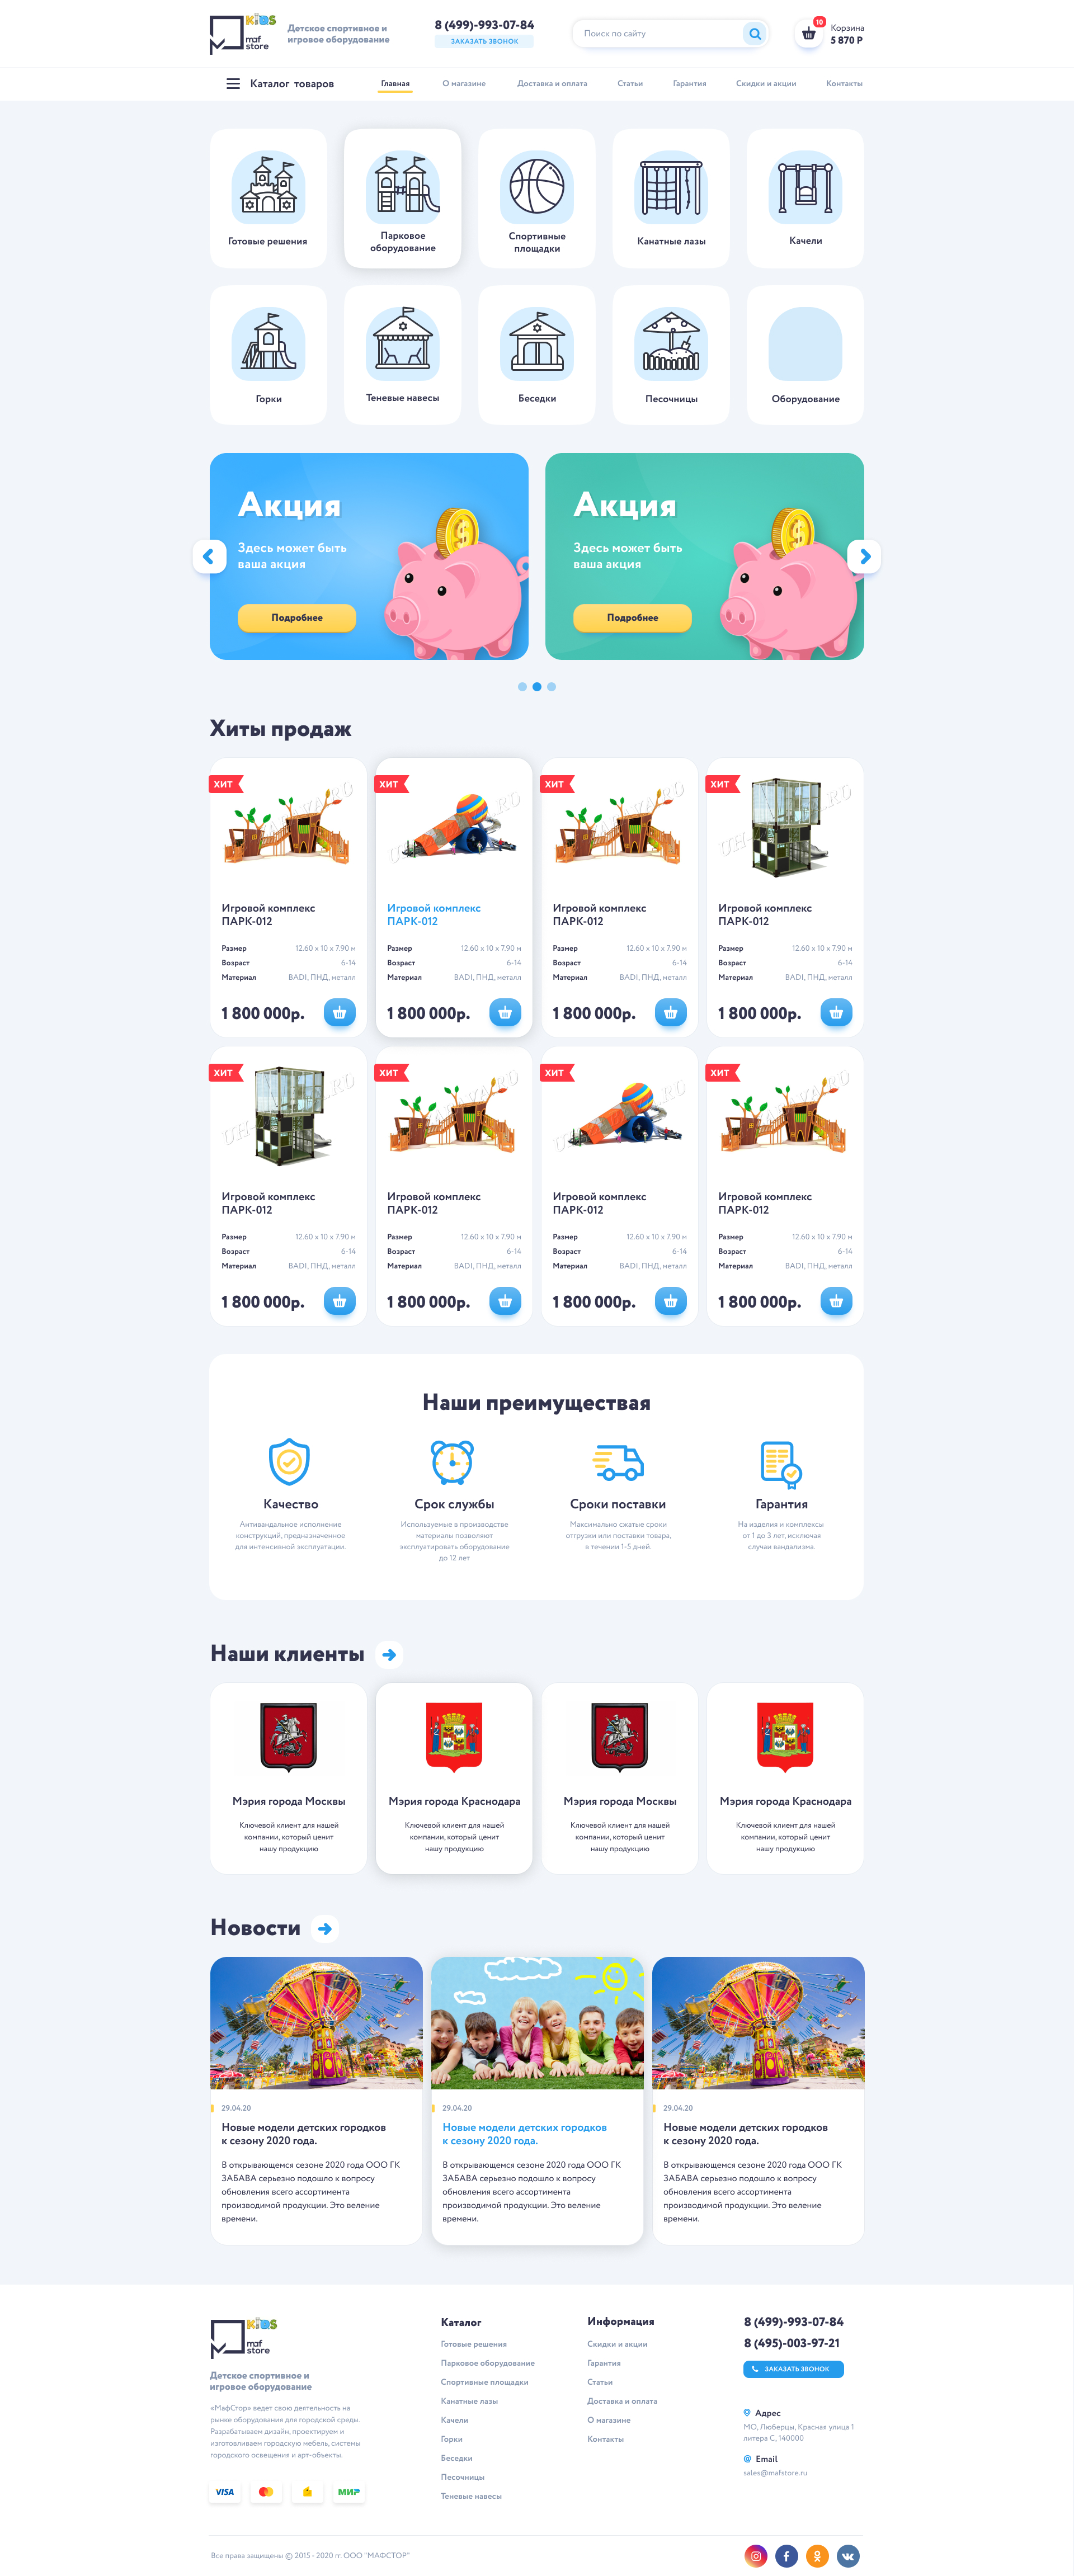 KiDS
maf
store
Детское спортивное и
игровое оборудование
8 (499)-993-07-84
ЗАКАЗАТЬ ЗВОНОК
Поиск по сайту
10
Корзина
5 870 Р
Каталог товаров
Главная
О магазине
Доставка и оплата
Статьи
Гарантия
Скидки и акции
Контакты
Готовые решения
Парковое
оборудование
Спортивные
площадки
Канатные лазы
Качели
Горки
Теневые навесы
Беседки
Песочницы
Оборудование
Акция
Здесь может быть
ваша акция
Подробнее
Акция
Здесь может быть
ваша акция
Подробнее
Хиты продаж
ХИТ
Игровой комплекс
ПАРК-012
Размер 12.60 х 10 х 7.90 м
Возраст 6-14
Материал BADI, ПНД, металл
1 800 000р.
ХИТ
Игровой комплекс
ПАРК-012
Размер 12.60 х 10 х 7.90 м
Возраст 6-14
Материал BADI, ПНД, металл
1 800 000р.
ХИТ
Игровой комплекс
ПАРК-012
Размер 12.60 х 10 х 7.90 м
Возраст 6-14
Материал BADI, ПНД, металл
1 800 000р.
ХИТ
Игровой комплекс
ПАРК-012
Размер 12.60 х 10 х 7.90 м
Возраст 6-14
Материал BADI, ПНД, металл
1 800 000р.
ХИТ
Игровой комплекс
ПАРК-012
Размер 12.60 х 10 х 7.90 м
Возраст 6-14
Материал BADI, ПНД, металл
1 800 000р.
ХИТ
Игровой комплекс
ПАРК-012
Размер 12.60 х 10 х 7.90 м
Возраст 6-14
Материал BADI, ПНД, металл
1 800 000р.
ХИТ
Игровой комплекс
ПАРК-012
Размер 12.60 х 10 х 7.90 м
Возраст 6-14
Материал BADI, ПНД, металл
1 800 000р.
ХИТ
Игровой комплекс
ПАРК-012
Размер 12.60 х 10 х 7.90 м
Возраст 6-14
Материал BADI, ПНД, металл
1 800 000р.
Наши преимуществая
Качество
Антивандальное исполнение
конструкций, предназначенное
для интенсивной эксплуатации.
Срок службы
Используемые в производстве
материалы позволяют
эксплуатировать оборудование
до 12 лет
Сроки поставки
Максимально сжатые сроки
отгрузки или поставки товара,
в течении 1-5 дней.
Гарантия
На изделия и комплексы
от 1 до 3 лет, исключая
случаи вандализма.
Наши клиенты
Мэрия города Москвы
Ключевой клиент для нашей
компании, который ценит
нашу продукцию
Мэрия города Краснодара
Ключевой клиент для нашей
компании, который ценит
нашу продукцию
Мэрия города Москвы
Ключевой клиент для нашей
компании, который ценит
нашу продукцию
Мэрия города Краснодара
Ключевой клиент для нашей
компании, который ценит
нашу продукцию
Новости
29.04.20
Новые модели детских городков
к сезону 2020 года.
В открывающемся сезоне 2020 года ООО ГК
ЗАБАВА серьезно подошло к вопросу
обновления всего ассортимента
производимой продукции. Это веление
времени.
29.04.20
Новые модели детских городков
к сезону 2020 года.
В открывающемся сезоне 2020 года ООО ГК
ЗАБАВА серьезно подошло к вопросу
обновления всего ассортимента
производимой продукции. Это веление
времени.
29.04.20
Новые модели детских городков
к сезону 2020 года.
В открывающемся сезоне 2020 года ООО ГК
ЗАБАВА серьезно подошло к вопросу
обновления всего ассортимента
производимой продукции. Это веление
времени.
KiDS
maf
store
Детское спортивное и
игровое оборудование
«МафСтор» ведет свою деятельность на
рынке оборудования для городской среды.
Разрабатываем дизайн, проектируем и
изготовливаем городскую мебель, системы
городского освещения и арт-объекты.
VISA
МИР
Каталог
Готовые решения
Парковое оборудование
Спортивные площадки
Канатные лазы
Качели
Горки
Беседки
Песочницы
Теневые навесы
Информация
Скидки и акции
Гарантия
Статьи
Доставка и оплата
О магазине
Контакты
8 (499)-993-07-84
8 (495)-003-97-21
ЗАКАЗАТЬ ЗВОНОК
Адрес
МО, Люберцы, Красная улица 1
литера С, 140000
Email
sales@mafstore.ru
Все права защищены © 2015 - 2020 гг. ООО "МАФСТОР"